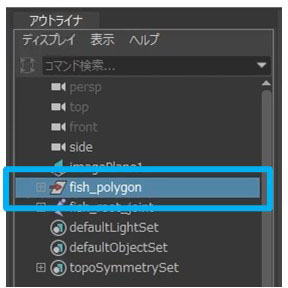 アウトライナ
ディスプレイ 表示 ヘルプ
コマンド検索...
persp
top
front
side
imagePlane1
fish_polygon
fish_root_joint
defaultLightSet
defaultObjectSet
topoSymmetrySet